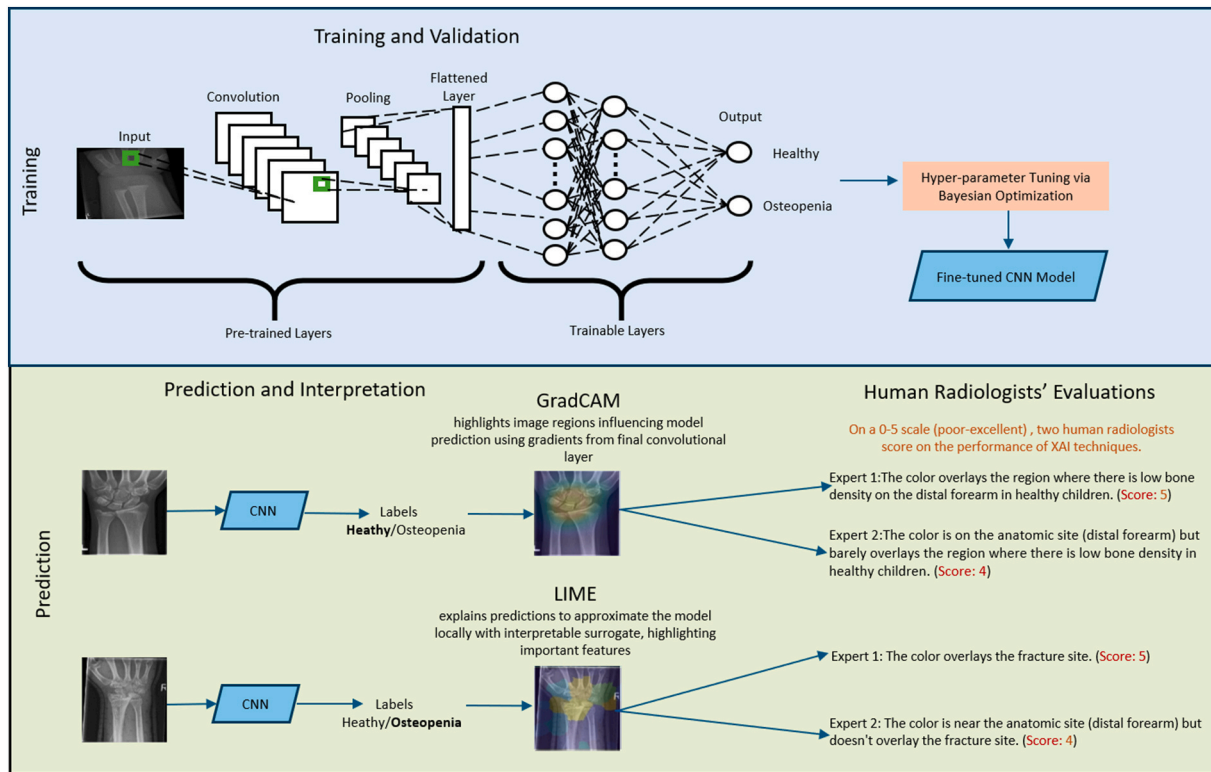 Training and Validation
Training
Input
Convolution
Pooling
Flattened
Layer
Output
Healthy
Osteopenia
Pre-trained Layers
Trainable Layers
Hyper-parameter Tuning via
Bayesian Optimization
Fine-tuned CNN Model
Prediction
Prediction and Interpretation
GradCAM
highlights image regions influencing model
prediction using gradients from final convolutional
layer
CNN
Labels
Heathy/Osteopenia
Human Radiologists' Evaluations
On a 0-5 scale (poor-excellent) , two human radiologists
score on the performance of XAI techniques.
Expert 1:The color overlays the region where there is low bone
density on the distal forearm in healthy children. (Score: 5)
Expert 2:The color is on the anatomic site (distal forearm) but
barely overlays the region where there is low bone density in
healthy children. (Score: 4)
LIME
explains predictions to approximate the model
locally with interpretable surrogate, highlighting
important features
R
CNN
Labels
Heathy/Osteopenia
R
Expert 1: The color overlays the fracture site. (Score: 5)
Expert 2: The color is near the anatomic site (distal forearm) but
doesn't overlay the fracture site. (Score: 4)